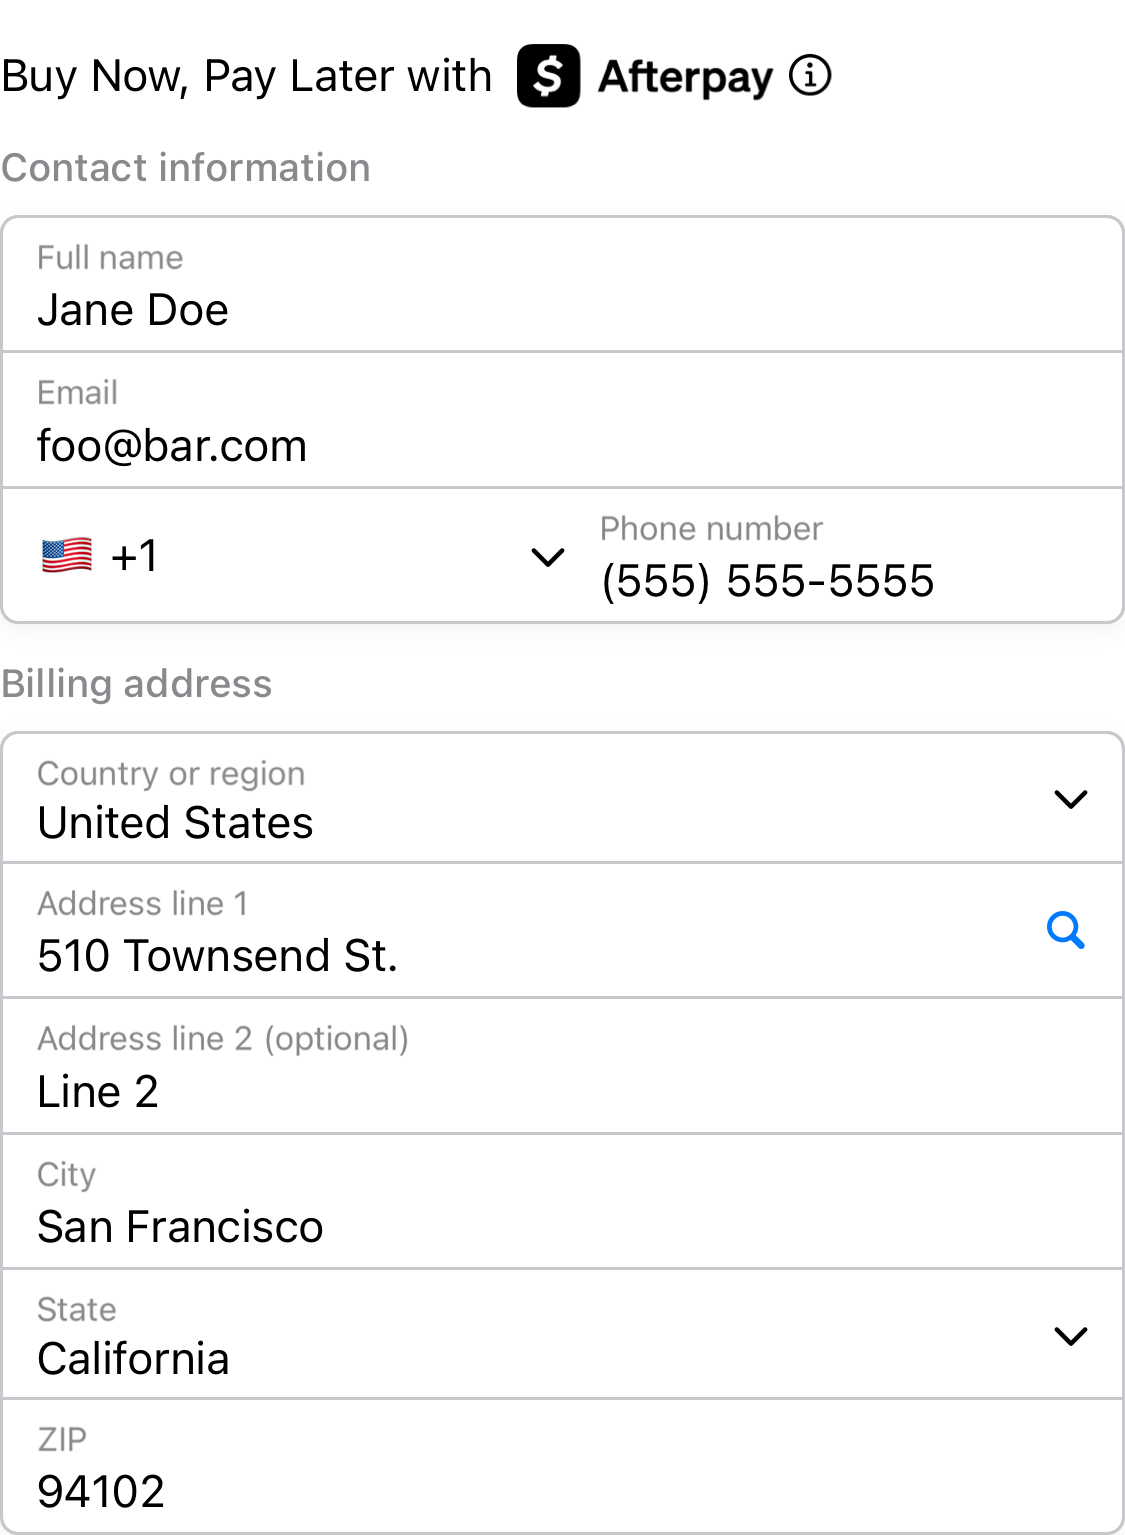 Buy Now, Pay Later with $ Afterpay
Contact information
Full name
Jane Doe
Email
foo@bar.com
+1
Phone number
(555) 555-5555
Billing address
Country or region
United States
Address line 1
510 Townsend St.
Address line 2 (optional)
Line 2
City
San Francisco
State
California
ZIP
94102